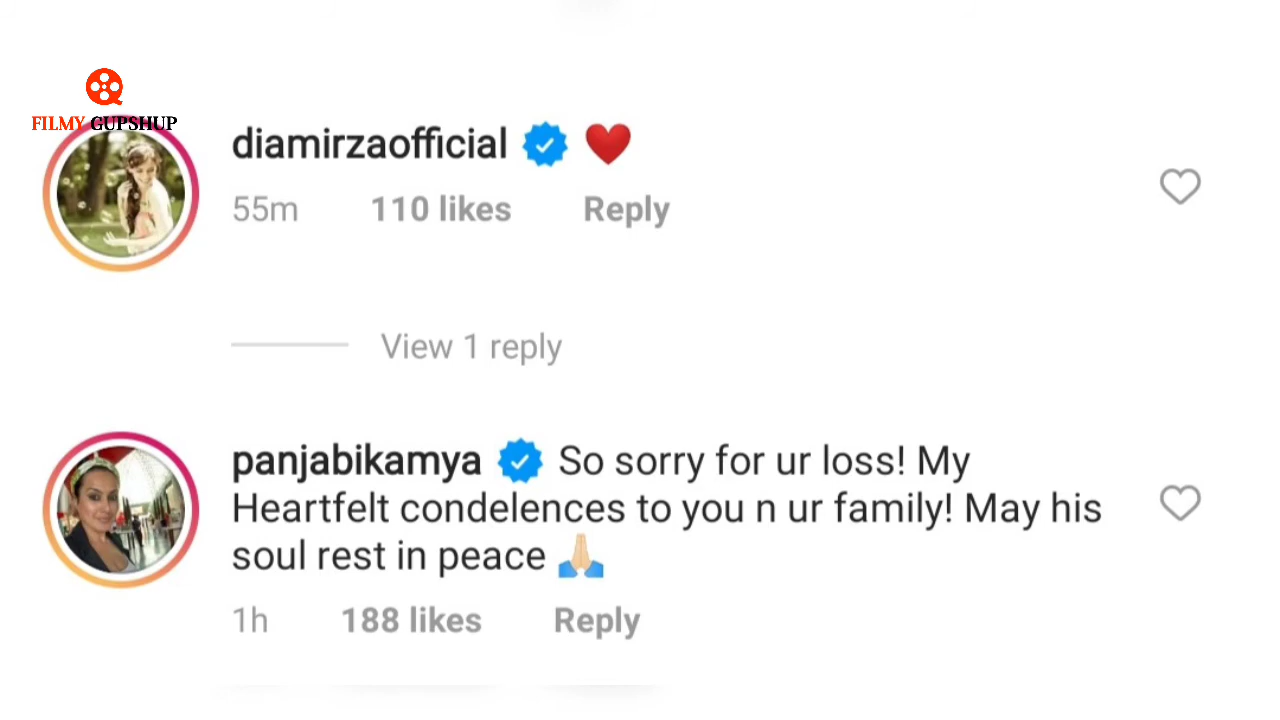 FILMY GUPSHUP
diamirzaofficial ❤️
55m 110 likes Reply
View 1 reply
panjabikamya So sorry for ur loss! My
Heartfelt condelences to you n ur family! May his
soul rest in peace 🙏🏻
1h 188 likes Reply